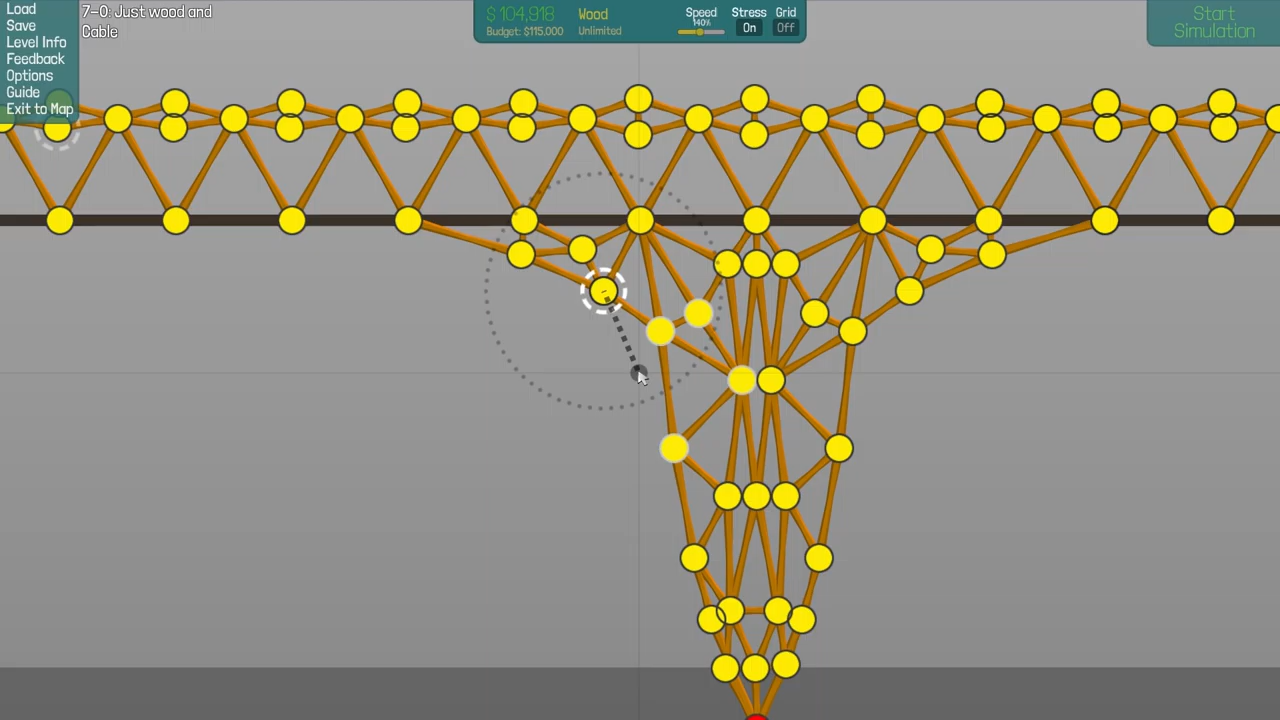 Load
Save
Level Info
Feedback
Options
Guide
Exit to Map
7-0: Just wood and
Cable
$ 104,918
Budget: $115,000
Wood
Unlimited
Speed
140%
Stress
On
Grid
Off
Start
Simulation